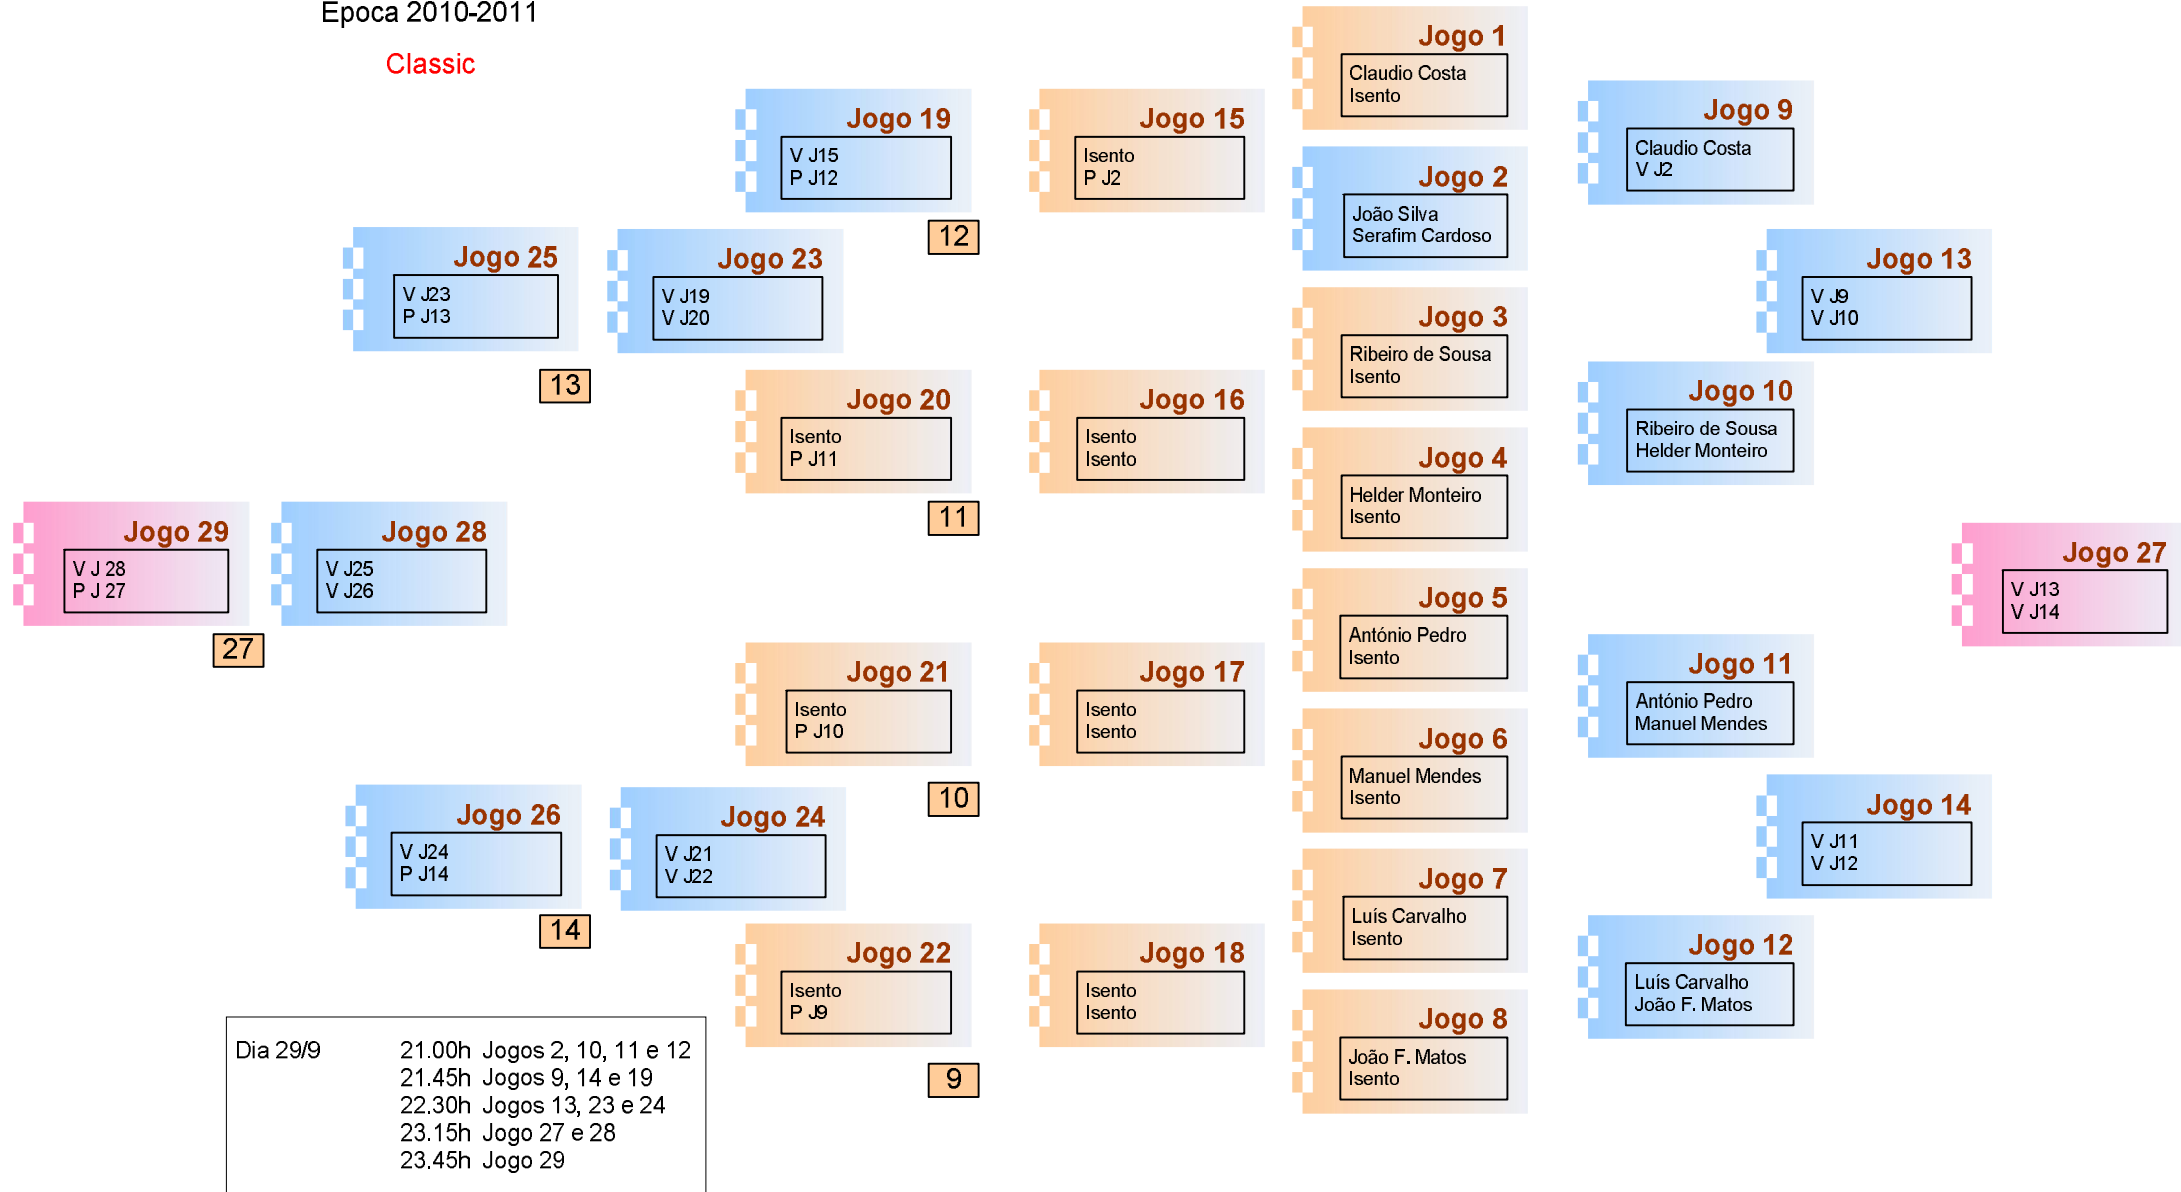 Epoca 2010-2011
Classic
Jogo 1
Claudio Costa
Isento
Jogo 2
João Silva
Serafim Cardoso
Jogo 3
Ribeiro de Sousa
Isento
Jogo 4
Helder Monteiro
Isento
Jogo 5
António Pedro
Isento
Jogo 6
Manuel Mendes
Isento
Jogo 7
Luís Carvalho
Isento
Jogo 8
João F. Matos
Isento
Jogo 9
Claudio Costa
V J2
Jogo 10
Ribeiro de Sousa
Helder Monteiro
Jogo 11
António Pedro
Manuel Mendes
Jogo 12
Luís Carvalho
João F. Matos
Jogo 13
V J9
V J10
Jogo 14
V J11
V J12
Jogo 27
V J13
V J14
Jogo 15
Isento
P J2
Jogo 16
Isento
Isento
Jogo 17
Isento
Isento
Jogo 18
Isento
Isento
Jogo 19
V J15
P J12
12
Jogo 20
Isento
P J11
11
Jogo 21
Isento
P J10
10
Jogo 22
Isento
P J9
9
Jogo 23
V J19
V J20
Jogo 24
V J21
V J22
Jogo 25
V J23
P J13
13
Jogo 26
V J24
P J14
14
Jogo 28
V J25
V J26
Jogo 29
V J 28
P J 27
27
Dia 29/9 21.00h Jogos 2, 10, 11 e 12
21.45h Jogos 9, 14 e 19
22.30h Jogos 13, 23 e 24
23.15h Jogo 27 e 28
23.45h Jogo 29